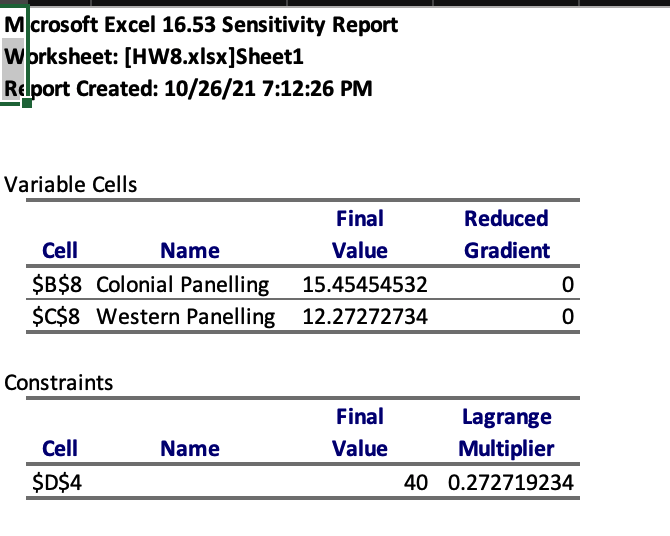 Microsoft Excel 16.53 Sensitivity Report
Worksheet: [HW8.xlsx]Sheet1
Report Created: 10/26/21 7:12:26 PM
Variable Cells
Final Reduced
Cell Name Value Gradient
$B$8 Colonial Panelling 15.45454532 0
$C$8 Western Panelling 12.27272734 0
Constraints
Final Lagrange
Cell Name Value Multiplier
$D$4 40 0.272719234